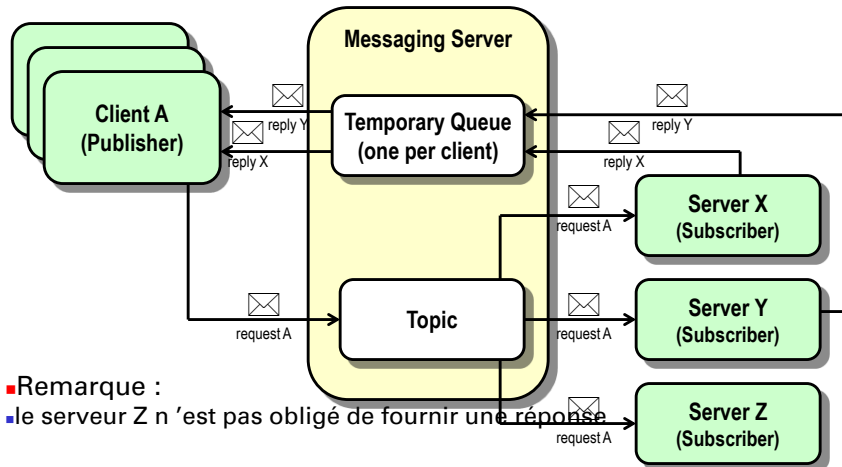 Messaging Server
Client A
(Publisher)
reply Y
reply X
Temporary Queue
(one per client)
reply Y
reply X
request A
Server X
(Subscriber)
request A
Topic
request A
Server Y
(Subscriber)
Remarque :
le serveur Z n ’est pas obligé de fournir une réponse
request A
Server Z
(Subscriber)